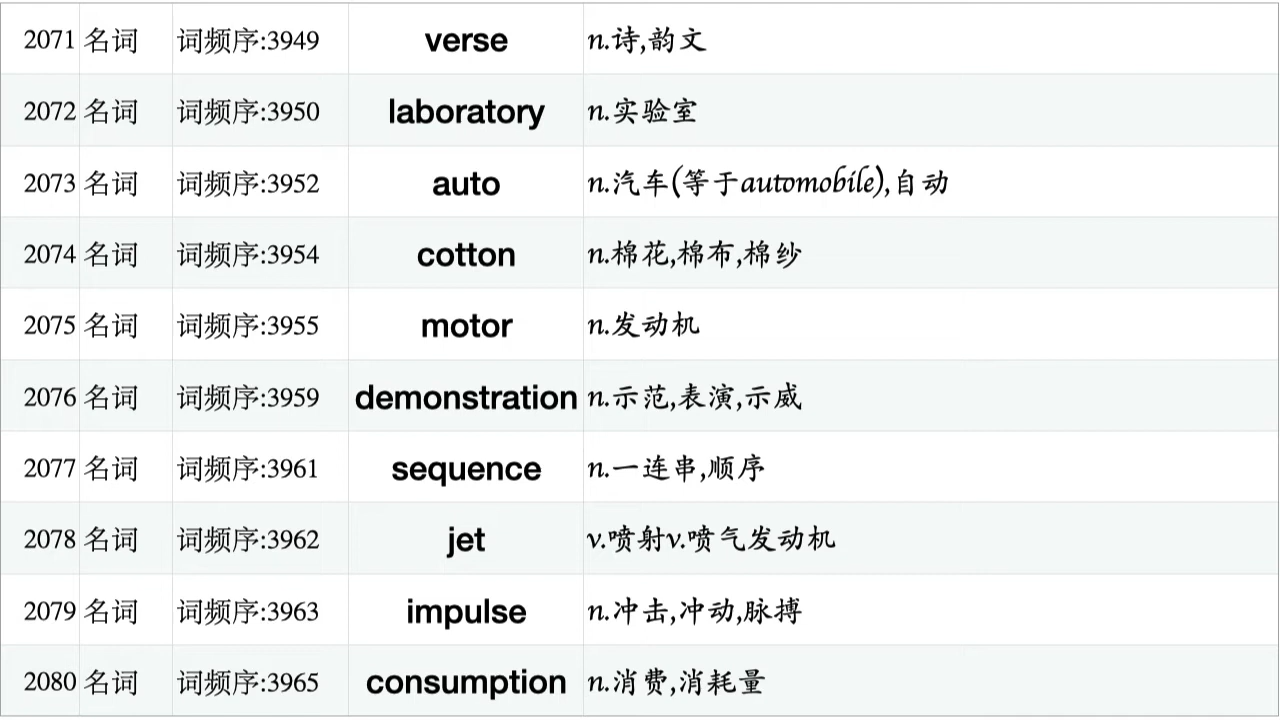 2071 名词 词频序:3949 verse n.诗,韵文
2072 名词 词频序:3950 laboratory n.实验室
2073 名词 词频序:3952 auto n.汽车(等于automobile),自动
2074 名词 词频序:3954 cotton n.棉花,棉布,棉纱
2075 名词 词频序:3955 motor n.发动机
2076 名词 词频序:3959 demonstration n.示范,表演,示威
2077 名词 词频序:3961 sequence n.一连串,顺序
2078 名词 词频序:3962 jet v.喷射v.喷气发动机
2079 名词 词频序:3963 impulse n.冲击,冲动,脉搏
2080 名词 词频序:3965 consumption n.消费,消耗量